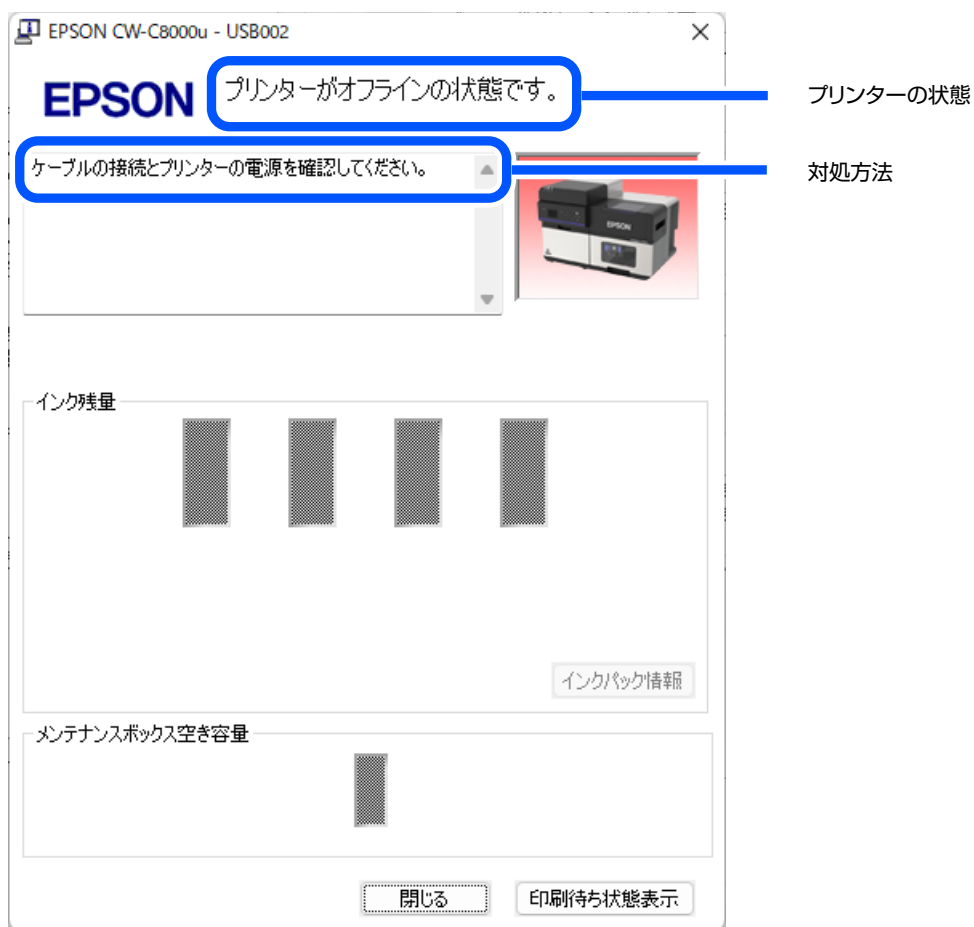 EPSON CW-C8000u - USB002
EPSON
プリンターがオフラインの状態です。
プリンターの状態
ケーブルの接続とプリンターの電源を確認してください。
対処方法
EPSON
インク残量
インクパック情報
メンテナンスボックス空き容量
閉じる
印刷待ち状態表示